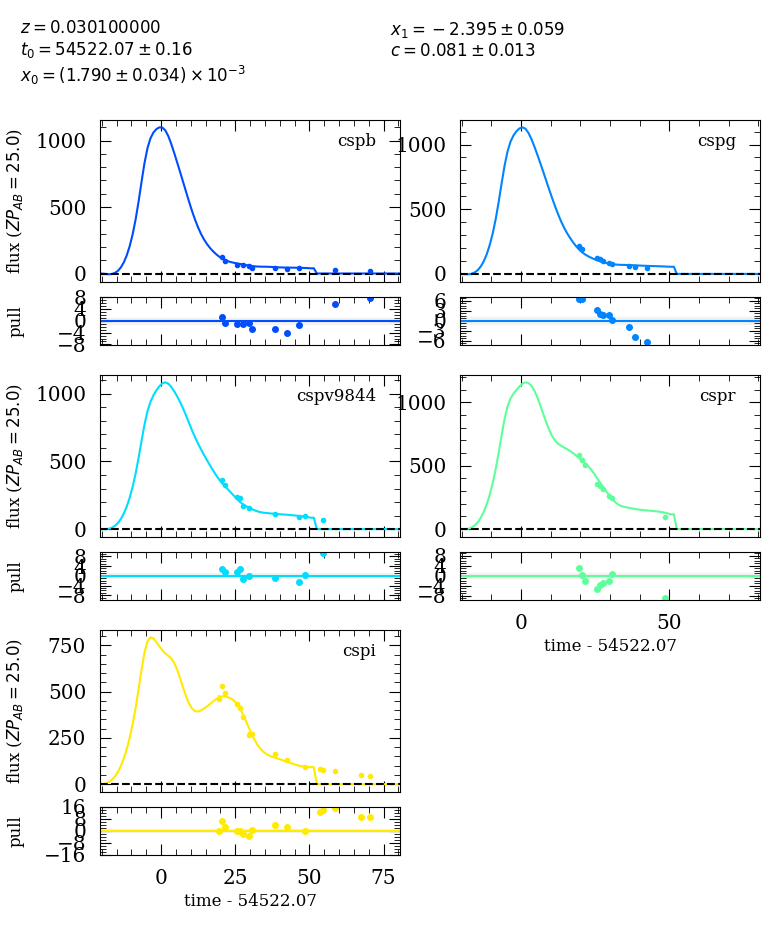 z = 0.030100000
t₀ = 54522.07 ± 0.16
x₀ = (1.790 ± 0.034) × 10⁻³
x₁ = −2.395 ± 0.059
c = 0.081 ± 0.013
flux (ZP_AB = 25.0)
1000
500
0
cspb
1000
500
0
cspg
pull
8
4
0
−4
−8
6
3
0
−3
−6
flux (ZP_AB = 25.0)
1000
500
0
cspv9844
1000
500
0
cspr
pull
8
4
0
−4
−8
8
4
0
−4
−8
0
50
time - 54522.07
flux (ZP_AB = 25.0)
750
500
250
0
cspi
pull
16
8
0
−8
−16
0
25
50
75
time - 54522.07